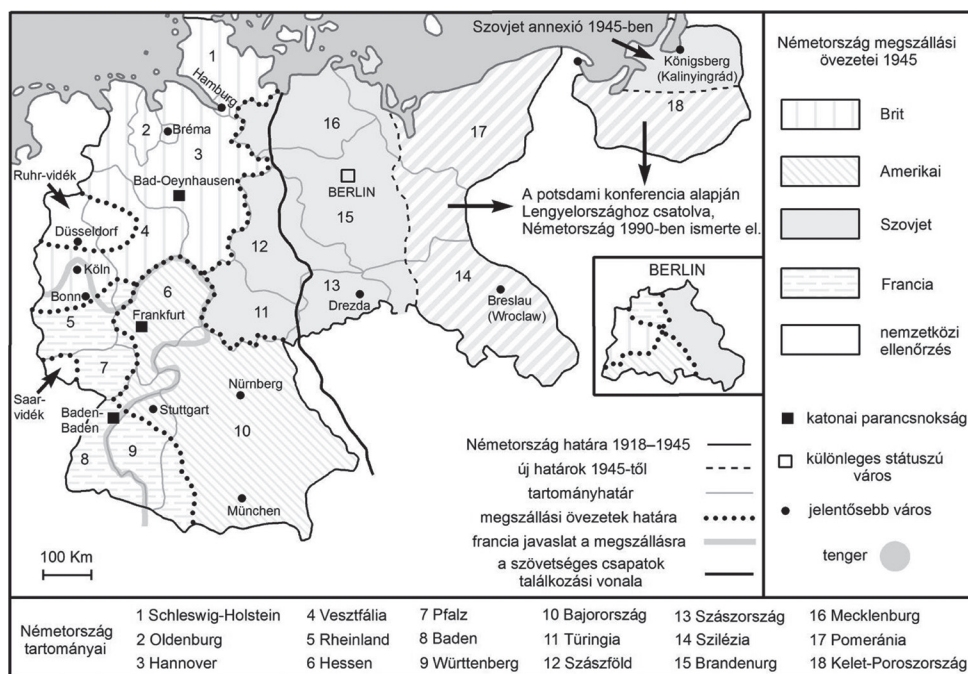 Szovjet annexió 1945-ben
Königsberg
(Kalinyingrád)
1
Hamburg
2
Bréma
3
16
17
18
Ruhr-vidék
Bad-Oeynhausen
BERLIN
15
A potsdami konferencia alapján
Lengyelországhoz csatolva,
Németország 1990-ben ismerte el.
Düsseldorf
4
12
Köln
Bonn
5
6
Frankfurt
11
13
Drezda
14
Breslau
(Wroclaw)
BERLIN
7
Saar-
vidék
Nürnberg
Baden-
Baden
Stuttgart
10
8
9
München
100 Km
Németország határa 1918–1945
új határok 1945-től
tartományhatár
megszállási övezetek határa
francia javaslat a megszállásra
a szövetséges csapatok
találkozási vonala
Németország megszállási
övezetei 1945
Brit
Amerikai
Szovjet
Francia
nemzetközi
ellenőrzés
katonai parancsnokság
különleges státuszú
város
jelentősebb város
tenger
Németország
tartományai
1 Schleswig-Holstein
2 Oldenburg
3 Hannover
4 Vesztfália
5 Rheinland
6 Hessen
7 Pfalz
8 Baden
9 Württenberg
10 Bajorország
11 Türingia
12 Szászföld
13 Szászország
14 Szilézia
15 Brandenurg
16 Mecklenburg
17 Pomeránia
18 Kelet-Poroszország